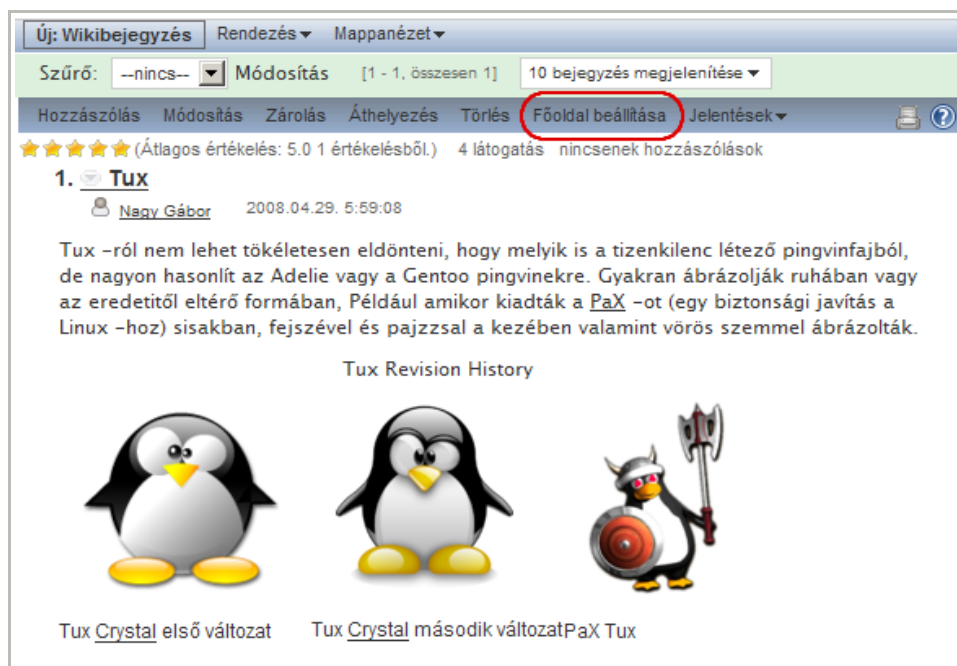 Új: Wikibejegyzés Rendezés Mappanézet
Szűrő: --nincs-- Módosítás [1 - 1, összesen 1] 10 bejegyzés megjelenítése
Hozzászólás Módosítás Zárolás Áthelyezés Törlés Főoldal beállítása Jelentések ?
(Átlagos értékelés: 5.0 1 értékelésből.) 4 látogatás nincsenek hozzászólások
1. Tux
Nagy Gábor 2008.04.29. 5:59:08
Tux -ról nem lehet tökéletesen eldönteni, hogy melyik is a tizenkilenc létező pingvinfajból,
de nagyon hasonlít az Adelie vagy a Gentoo pingvinekre. Gyakran ábrázolják ruhában vagy
az eredetitől eltérő formában, Például amikor kiadták a PaX -ot (egy biztonsági javítás a
Linux -hoz) sisakban, fejszével és pajzzsal a kezében valamint vörös szemmel ábrázolták.
Tux Revision History
Tux Crystal első változat Tux Crystal második változatPaX Tux